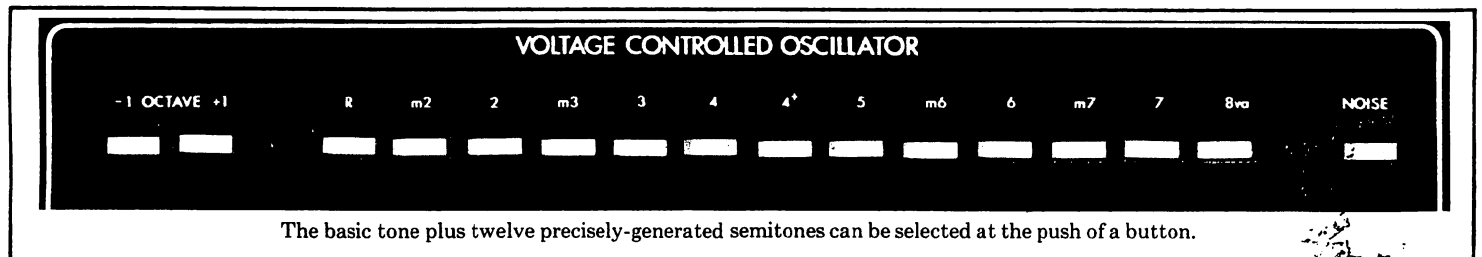 VOLTAGE CONTROLLED OSCILLATOR
- 1 OCTAVE +1 R m2 2 m3 3 4 4+ 5 m6 6 m7 7 8va NOISE
The basic tone plus twelve precisely-generated semitones can be selected at the push of a button.